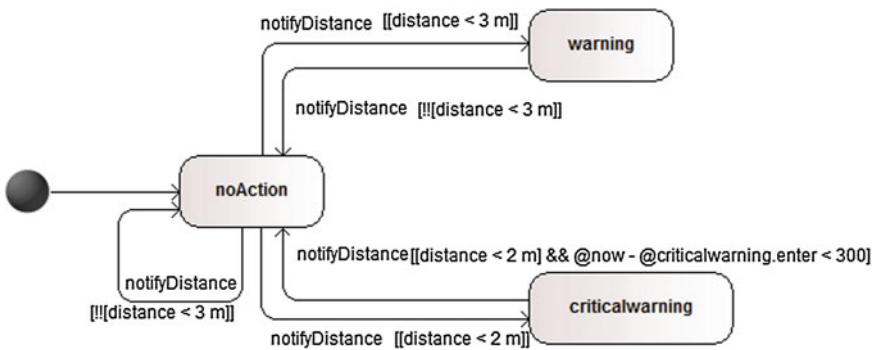 notifyDistance [[distance < 3 m]]
warning
notifyDistance [!![distance < 3 m]]
noAction
notifyDistance[[distance < 2 m] && @now - @criticalwarning.enter < 300]
notifyDistance
[!![distance < 3 m]]
criticalwarning
notifyDistance [[distance < 2 m]]